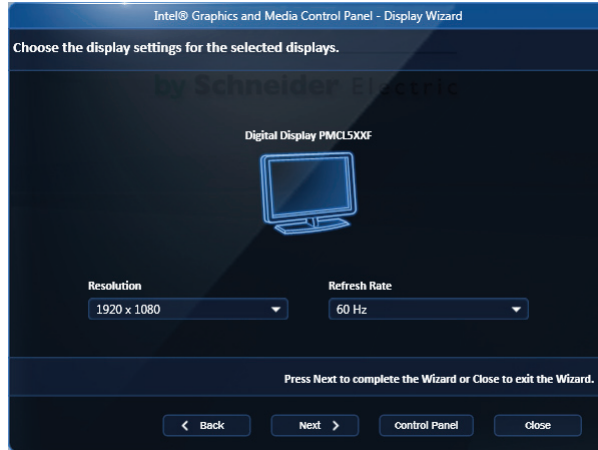 Intel® Graphics and Media Control Panel - Display Wizard
Choose the display settings for the selected displays.
by Schneider Electric
Digital Display PMCL5XXF
Resolution
Refresh Rate
1920 x 1080
60 Hz
Press Next to complete the Wizard or Close to exit the Wizard.
Back
Next
Control Panel
Close